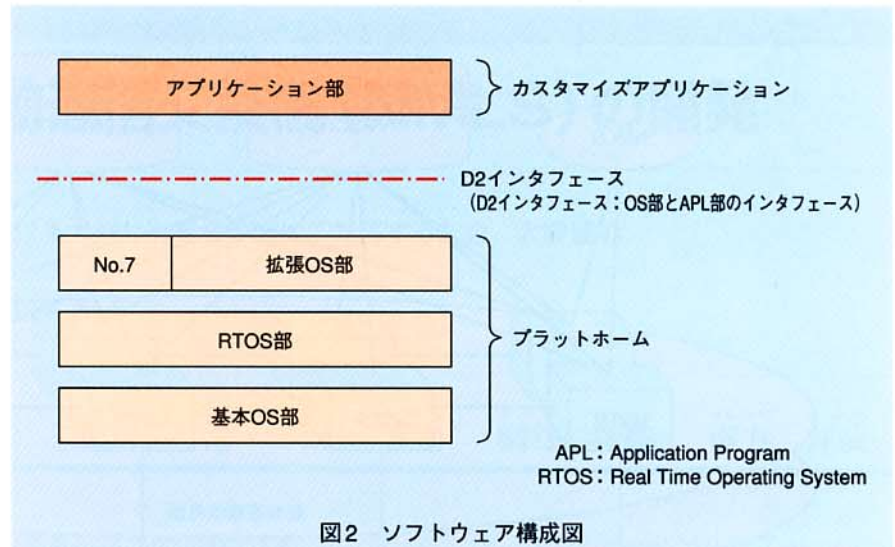 アプリケーション部
カスタマイズアプリケーション
D2インタフェース
(D2インタフェース：OS部とAPL部のインタフェース)
No.7
拡張OS部
RTOS部
プラットホーム
基本OS部
APL：Application Program
RTOS：Real Time Operating System
図2 ソフトウェア構成図